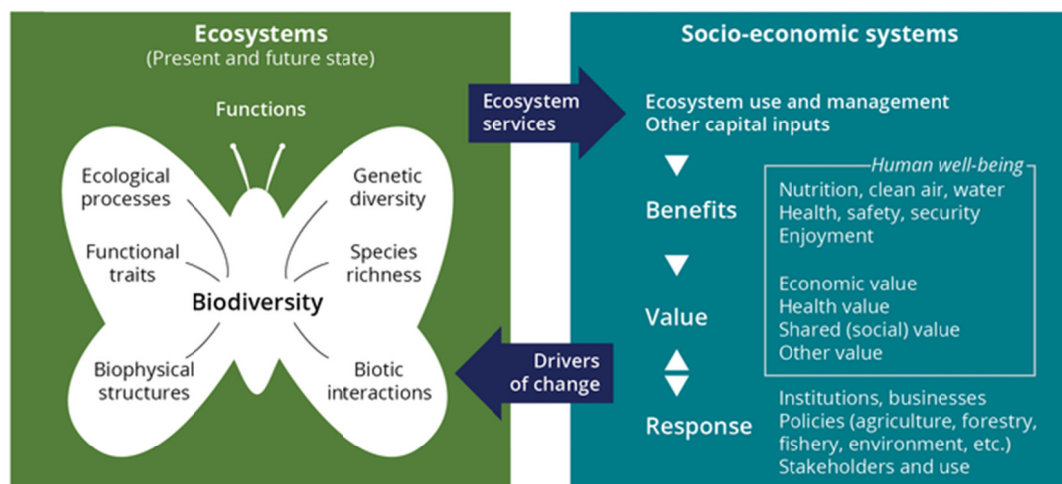 Ecosystems
(Present and future state)
Functions
Ecological
processes
Genetic
diversity
Functional
traits
Species
richness
Biodiversity
Biophysical
structures
Biotic
interactions
Ecosystem
services
Drivers
of change
Socio-economic systems
Ecosystem use and management
Other capital inputs
Human well-being
Benefits
Nutrition, clean air, water
Health, safety, security
Enjoyment
Value
Economic value
Health value
Shared (social) value
Other value
Response
Institutions, businesses
Policies (agriculture, forestry,
fishery, environment, etc.)
Stakeholders and use